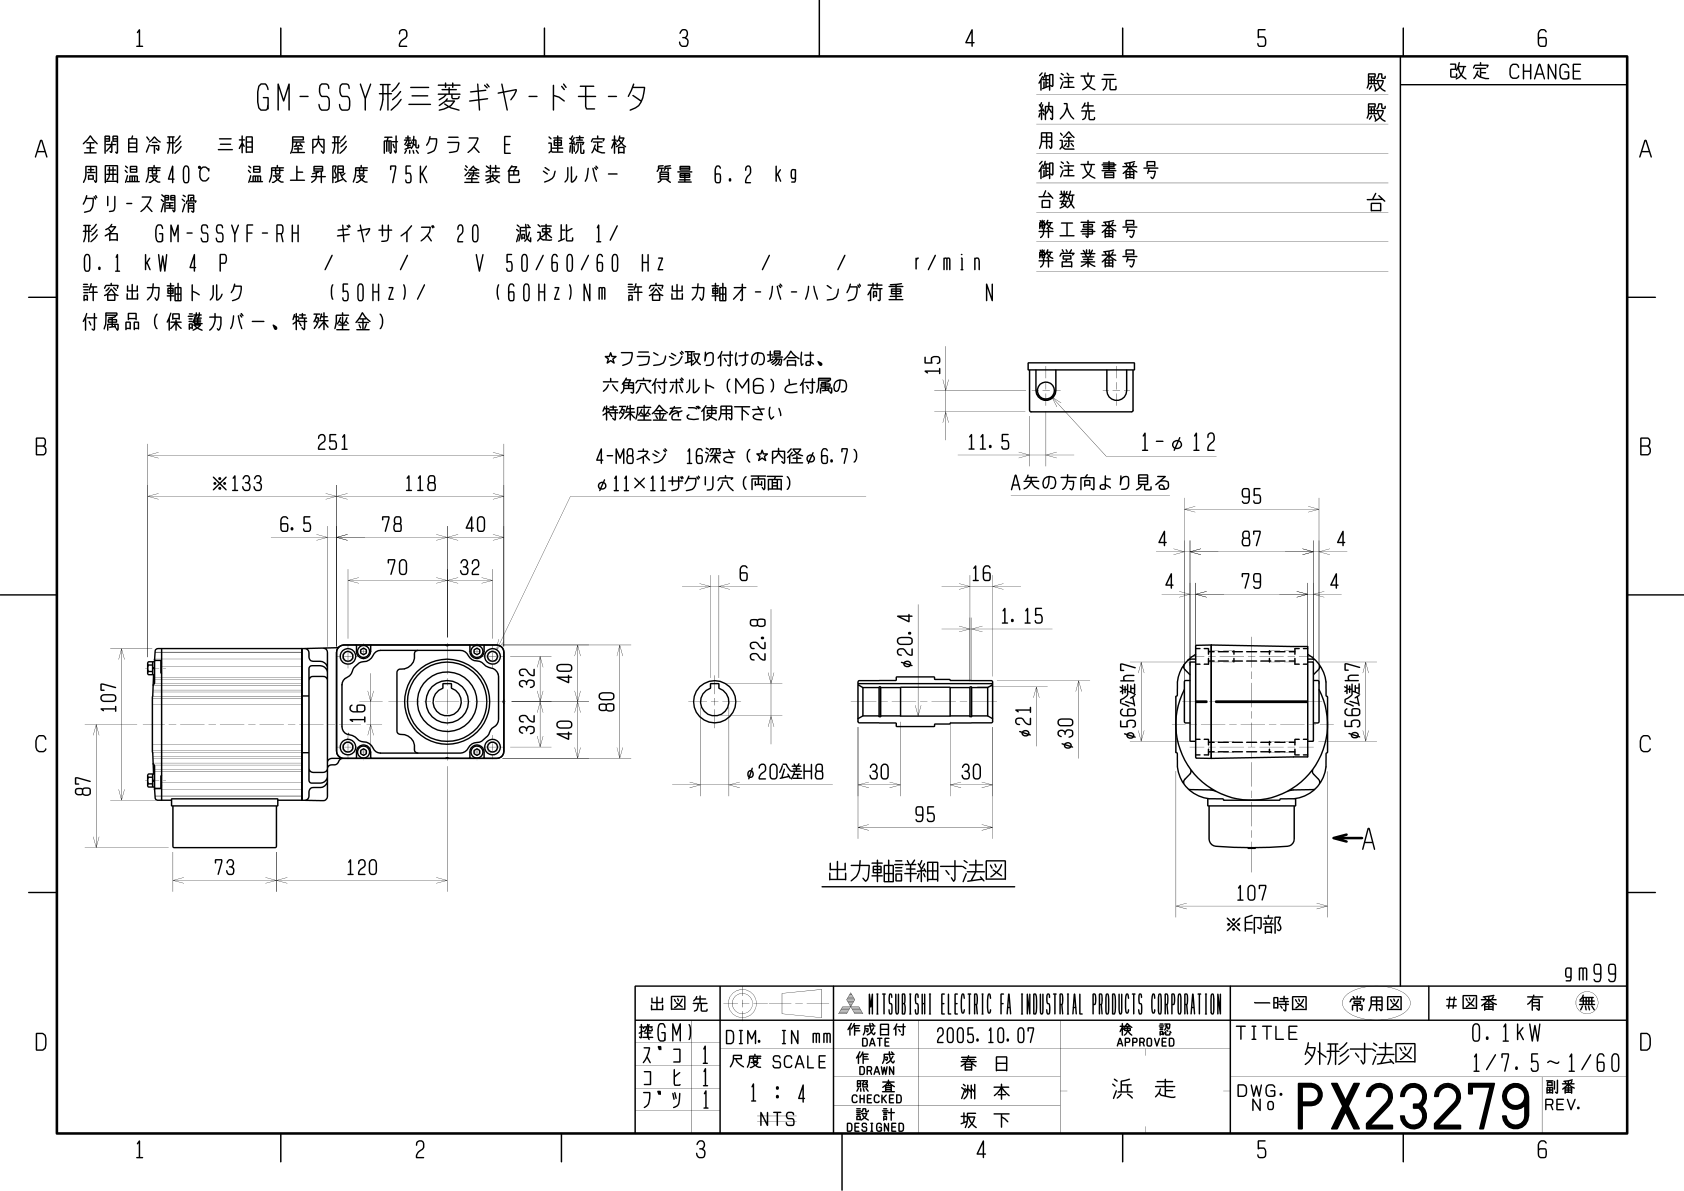 1 2 3 4 5 6
改定 CHANGE
GM-SSY形三菱ギヤードモータ
全閉自冷形 三相 屋内形 耐熱クラス E 連続定格
周囲温度40℃ 温度上昇限度 75K 塗装色 シルバー 質量 6.2 kg
グリース潤滑
形名 GM-SSYF-RH ギヤサイズ 20 減速比 1/
0.1 kW 4 P / / V 50/60/60 Hz / / r/min
許容出力軸トルク (50Hz)/ (60Hz)Nm 許容出力軸オーバーハング荷重 N
付属品(保護カバー、特殊座金)
御注文元 殿
納入先 殿
用途
御注文書番号
台数 台
弊工事番号
弊営業番号
A A
B B
C C
D D
☆フランジ取り付けの場合は、
六角穴付ボルト(M6)と付属の
特殊座金をご使用下さい
4-M8ネジ 16深さ(☆内径φ6.7)
φ11×11ザグリ穴(両面)
15
11.5
1-φ12
A矢の方向より見る
251
※133 118
6.5 78 40
70 32
107
87
16
32
32
40
40
80
73 120
6
22.8
φ20公差H8
16
1.15
φ20.4
φ21
φ30
30 30
95
出力軸詳細寸法図
95
4 87 4
4 79 4
φ56公差h7
φ56公差h7
A
107
※印部
gm99
出図先
MITSUBISHI ELECTRIC FA INDUSTRIAL PRODUCTS CORPORATION
一時図 常用図
#図番 有 無
GM)
スコ 1
コヒ 1
ブツ 1
DIM. IN mm
尺度 SCALE
1 : 4
NTS
作成日付
DATE
2005.10.07
作成
DRAWN
春日
照査
CHECKED
洲本
設計
DESIGNED
坂下
検認
APPROVED
浜走
TITLE
外形寸法図
0.1kW
1/7.5~1/60
DWG.
No
PX23279
副番
REV.
1 2 3 4 5 6